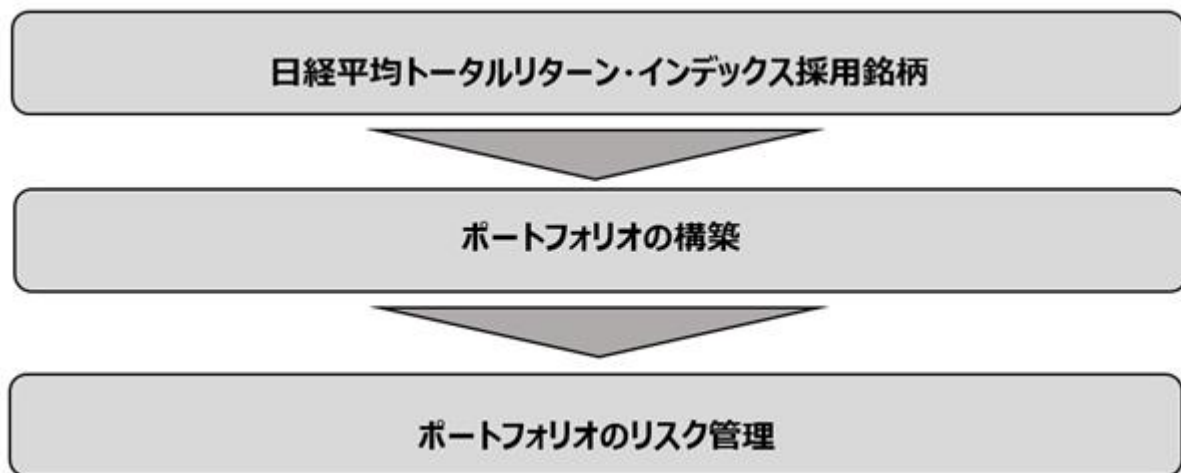 日経平均トータルリターン・インデックス採用銘柄
ポートフォリオの構築
ポートフォリオのリスク管理